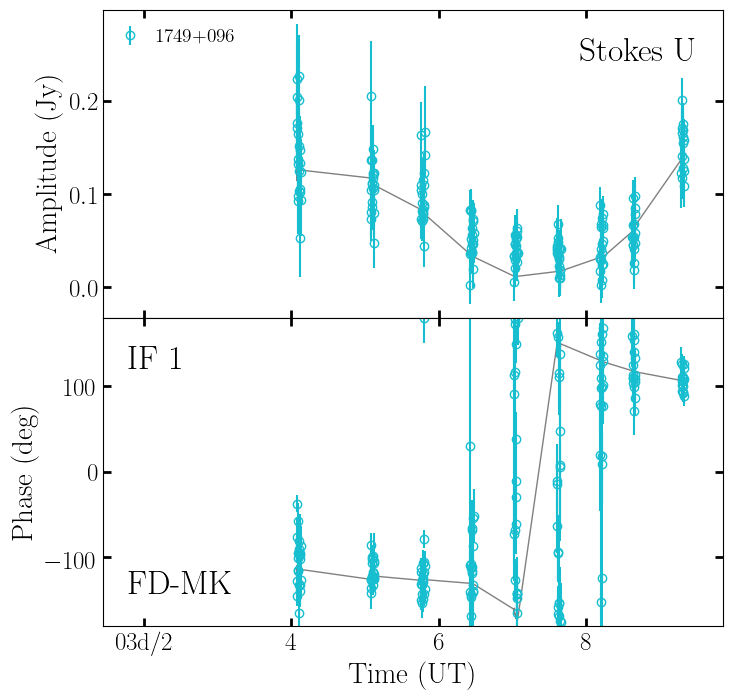 1749+096
Stokes U
Amplitude (Jy)
0.2
0.1
0.0
IF 1
FD-MK
Phase (deg)
100
0
−100
03d/2
4
6
8
Time (UT)